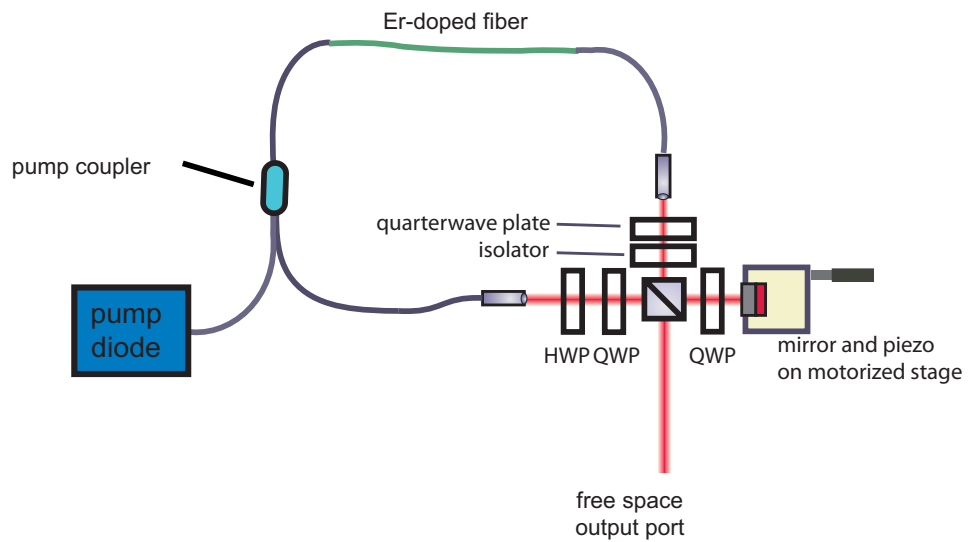 Er-doped fiber
pump coupler
quarterwave plate
isolator
pump
diode
HWP
QWP
QWP
mirror and piezo
on motorized stage
free space
output port